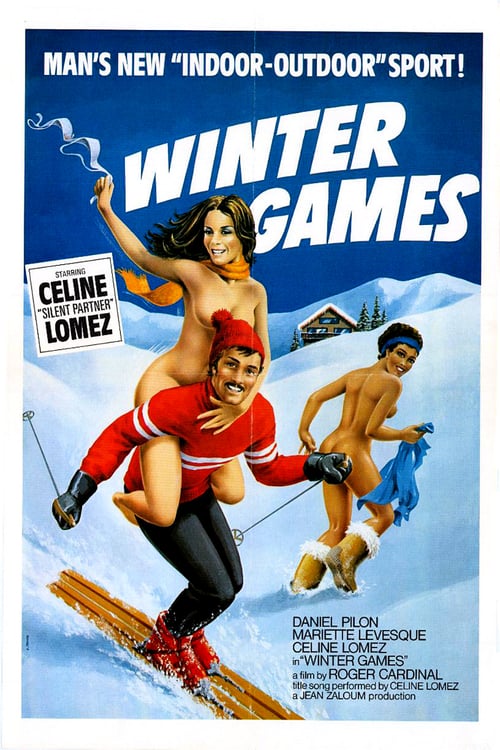 MAN'S NEW "INDOOR-OUTDOOR" SPORT!
WINTER
GAMES
STARRING
CELINE
"SILENT PARTNER"
LOMEZ
DANIEL PILON
MARIETTE LEVESQUE
CELINE LOMEZ
in "WINTER GAMES"
a film by ROGER CARDINAL
title song performed by CELINE LOMEZ
a JEAN ZALOUM production